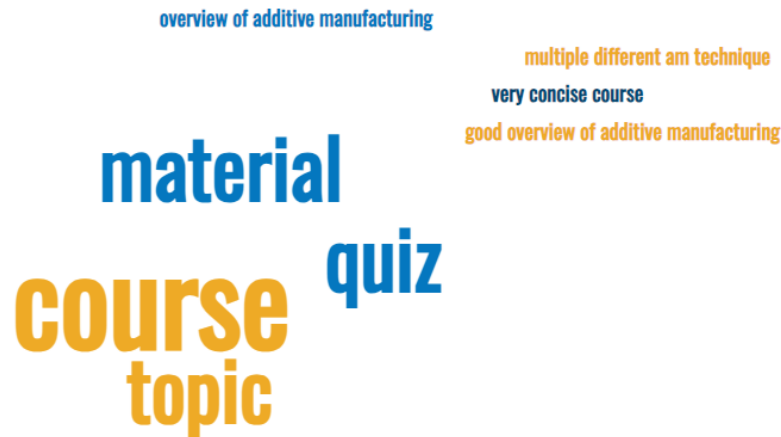 overview of additive manufacturing
multiple different am technique
very concise course
good overview of additive manufacturing
material
quiz
course
topic